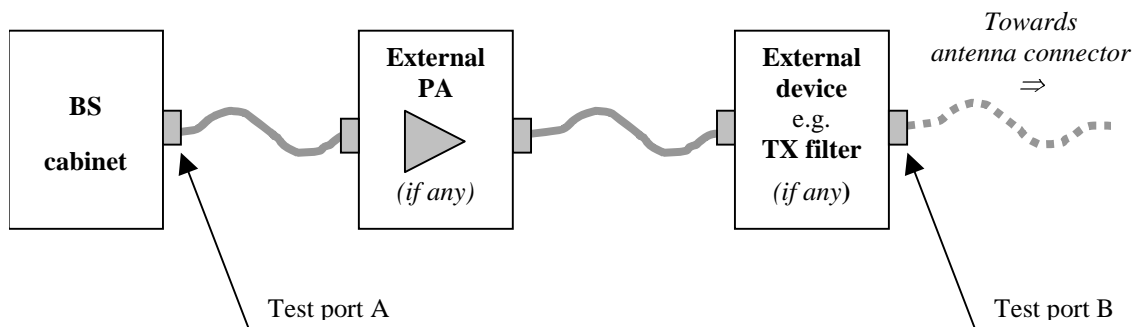 BS
cabinet
External
PA
(if any)
External
device
e.g.
TX filter
(if any)
Towards
antenna connector
⇒
Test port A
Test port B